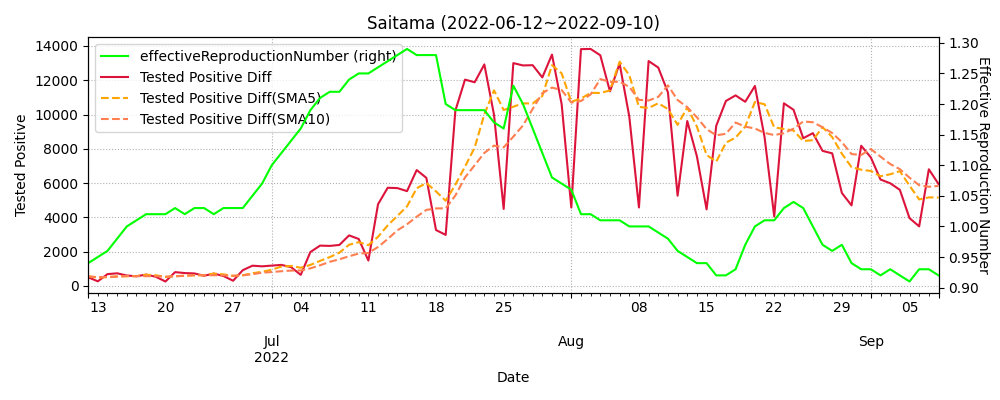 Saitama (2022-06-12~2022-09-10)
effectiveReproductionNumber (right)
Tested Positive Diff
Tested Positive Diff(SMA5)
Tested Positive Diff(SMA10)
Tested Positive
14000
12000
10000
8000
6000
4000
2000
0
1.30
1.25
1.20
1.15
1.10
1.05
1.00
0.95
0.90
Effective Reproduction Number
13 20 27 04 11 18 25 08 15 22 29 05
Jul Aug Sep
2022
Date